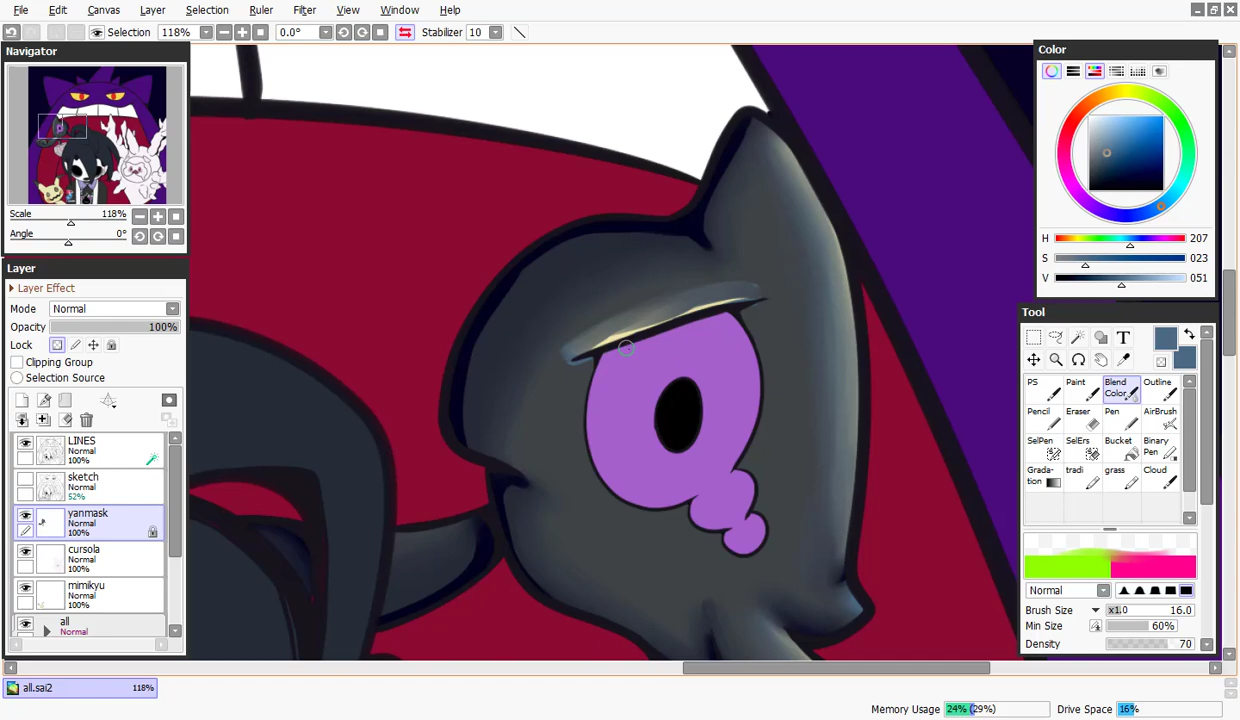 File Edit Canvas Layer Selection Ruler Filter View Window Help
Selection 118% 0.0° Stabilizer 10
Navigator
Scale 118%
Angle 0°
Layer
Layer Effect
Mode Normal
Opacity 100%
Lock
Clipping Group
Selection Source
LINES
Normal
100%
sketch
Normal
52%
yanmask
Normal
100%
cursola
Normal
100%
mimikyu
Normal
100%
all
Normal
Color
H 207
S 023
V 051
Tool
T
PS Paint Blend Color Outline
Pencil Eraser Pen AirBrush
SelPen SelErs Bucket Binary Pen
Gradation tradi grass Cloud
Normal
Brush Size x1.0 16.0
Min Size 60%
Density 70
all.sai2 118%
Memory Usage 24% (29%) Drive Space 16%